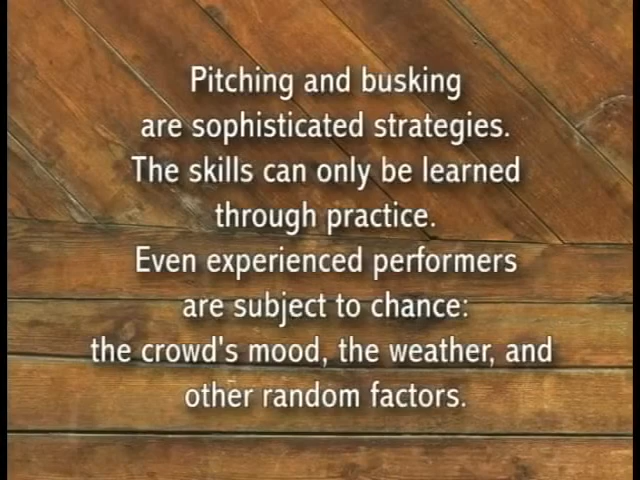 Pitching and busking
are sophisticated strategies.
The skills can only be learned
through practice.
Even experienced performers
are subject to chance:
the crowd's mood, the weather, and
other random factors.